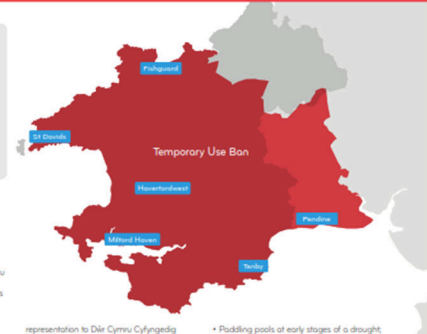 Fishguard
St Davids
Temporary Use Ban
Haverfordwest
Pendine
Milford Haven
Tenby
u
s
representation to Dŵr Cymru Cyfyngedig
• Paddling pools at early stages of a drought;